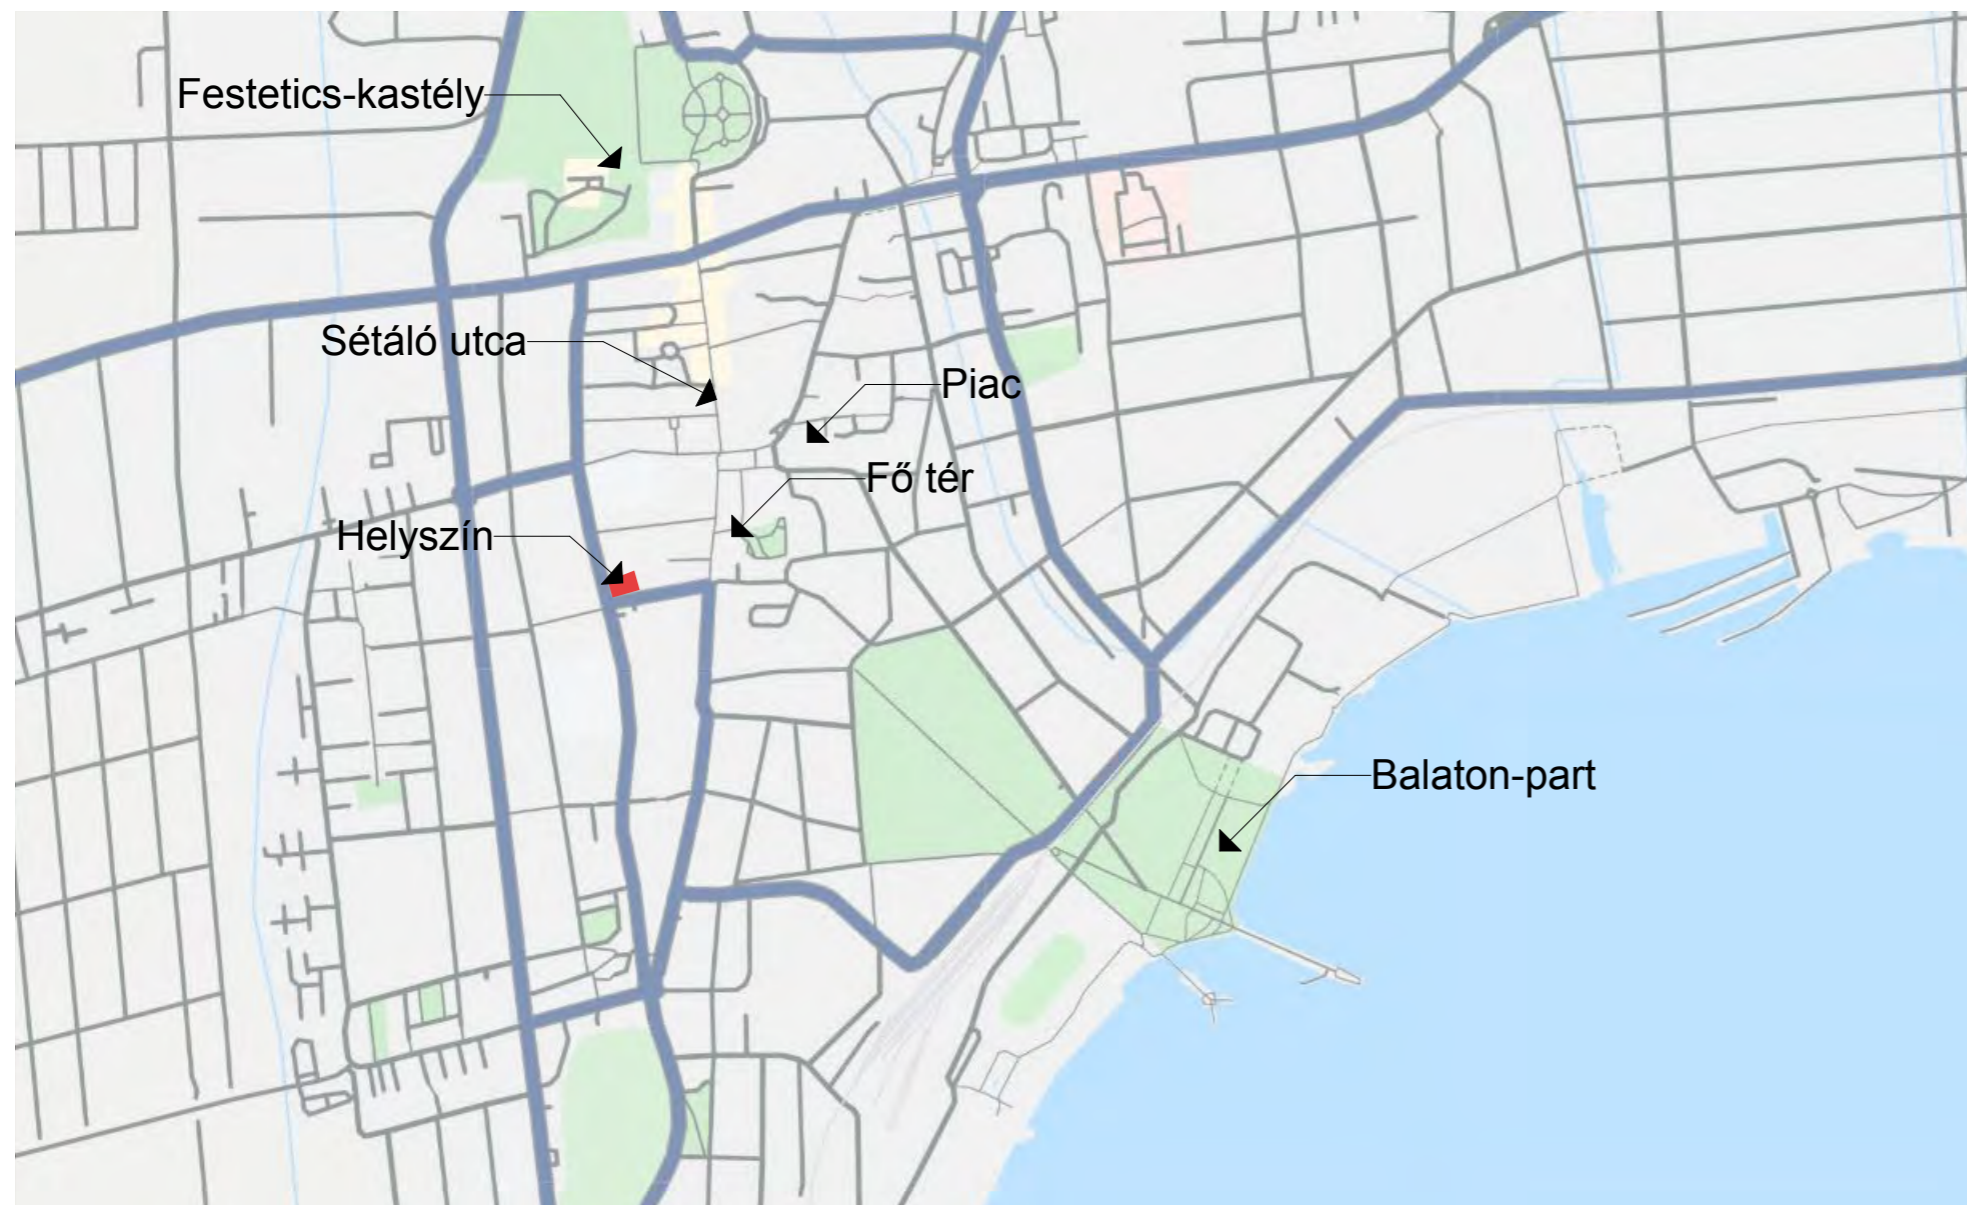 Festetics-kastély
Sétáló utca
Piac
Fő tér
Helyszín
Balaton-part